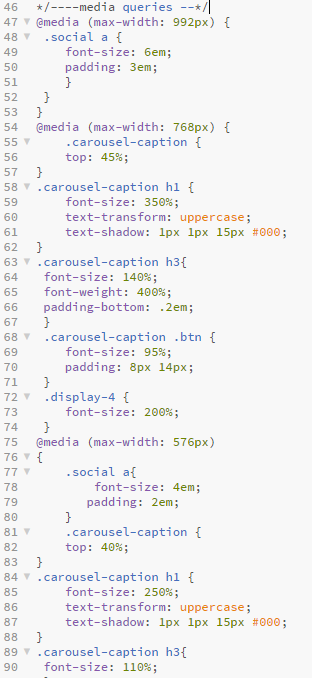 46 */----media queries --*/
47 @media (max-width: 992px) {
48 .social a {
49 font-size: 6em;
50 padding: 3em;
51 }
52 }
53 }
54 @media (max-width: 768px) {
55 .carousel-caption {
56 top: 45%;
57 }
58 .carousel-caption h1 {
59 font-size: 350%;
60 text-transform: uppercase;
61 text-shadow: 1px 1px 15px #000;
62 }
63 .carousel-caption h3{
64 font-size: 140%;
65 font-weight: 400%;
66 padding-bottom: .2em;
67 }
68 .carousel-caption .btn {
69 font-size: 95%;
70 padding: 8px 14px;
71 }
72 .display-4 {
73 font-size: 200%;
74 }
75 @media (max-width: 576px)
76 {
77 .social a{
78 font-size: 4em;
79 padding: 2em;
80 }
81 .carousel-caption {
82 top: 40%;
83 }
84 .carousel-caption h1 {
85 font-size: 250%;
86 text-transform: uppercase;
87 text-shadow: 1px 1px 15px #000;
88 }
89 .carousel-caption h3{
90 font-size: 110%;